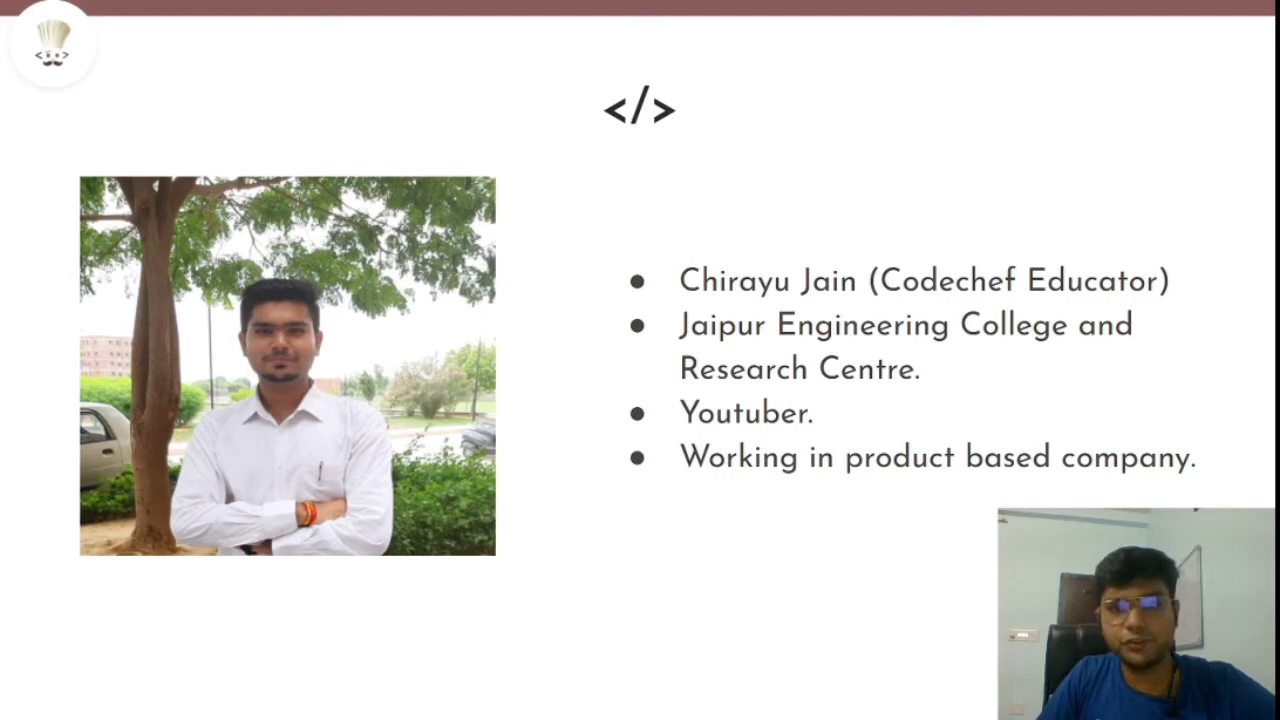 </>
● Chirayu Jain (Codechef Educator)
● Jaipur Engineering College and
Research Centre.
● Youtuber.
● Working in product based company.